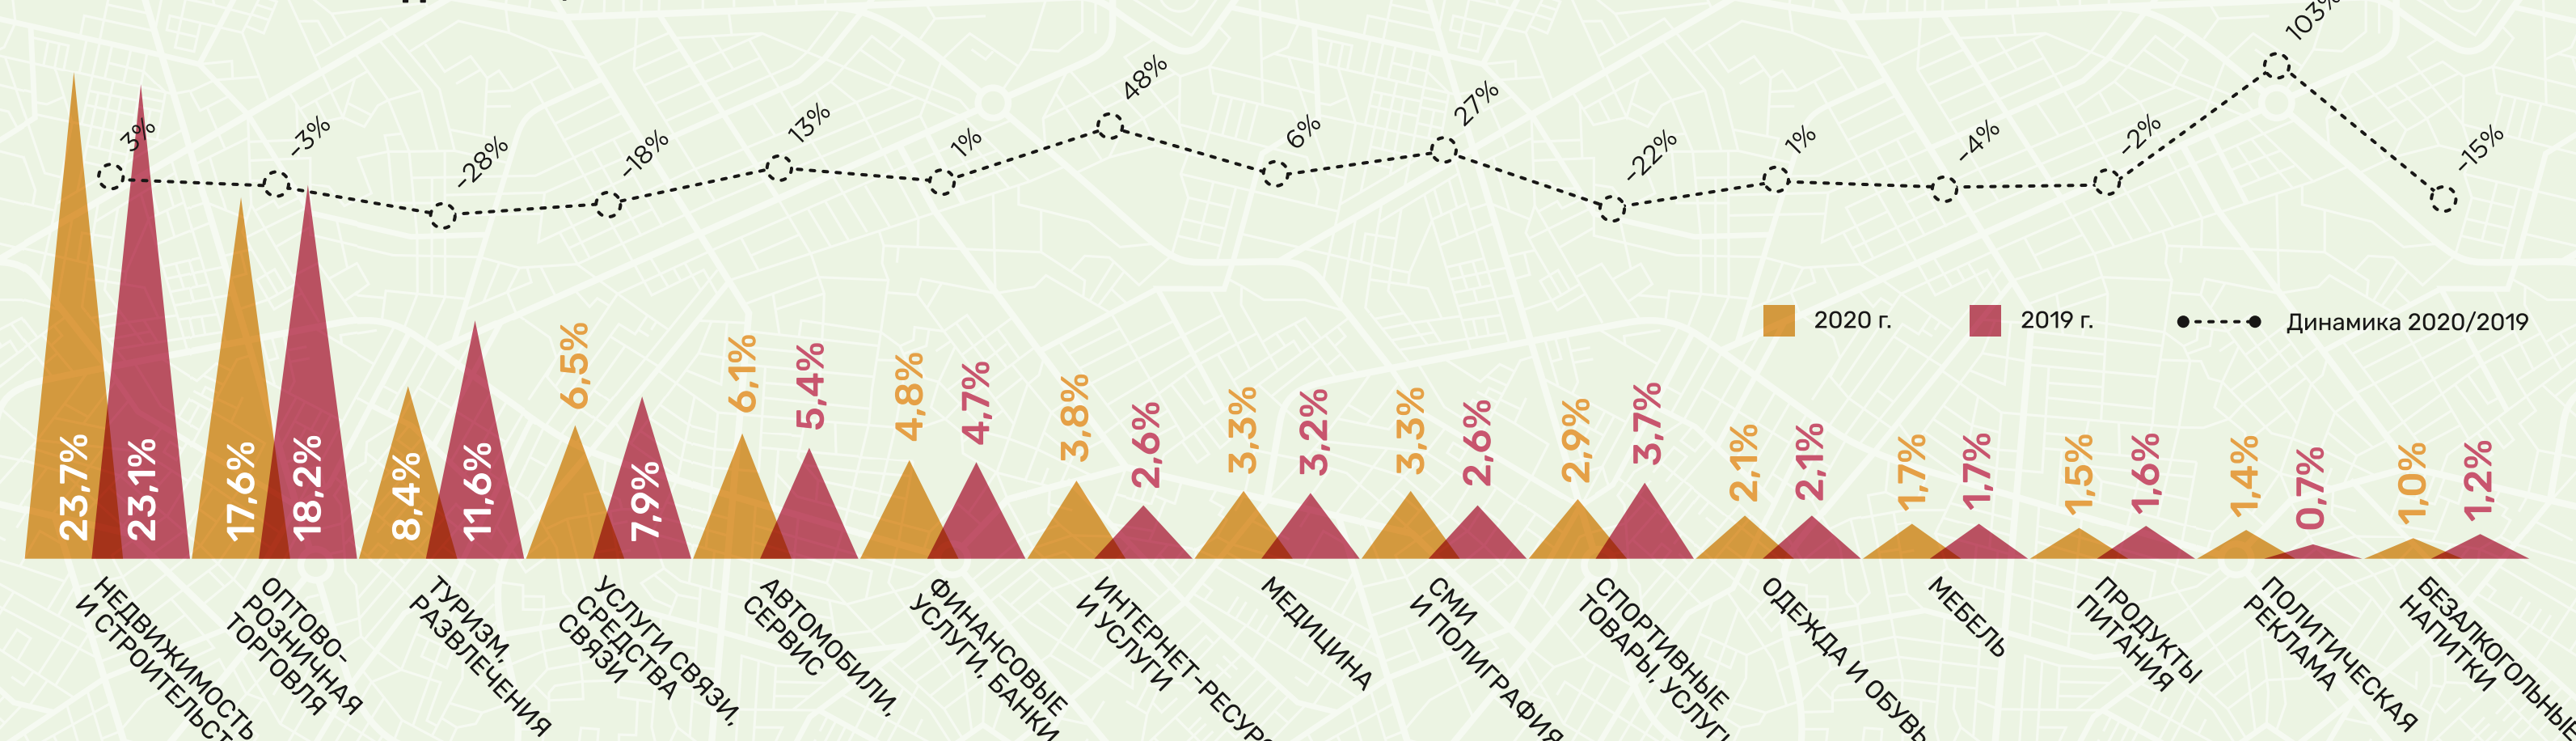 3%
-3%
-28%
-18%
13%
1%
48%
6%
27%
-22%
1%
-4%
-2%
103%
-15%
2020 г.
2019 г.
Динамика 2020/2019
23,7%
23,1%
17,6%
18,2%
8,4%
11,6%
6,5%
7,9%
6,1%
5,4%
4,8%
4,7%
3,8%
2,6%
3,3%
3,2%
3,3%
2,6%
2,9%
3,7%
2,1%
2,1%
1,7%
1,7%
1,5%
1,6%
1,4%
0,7%
1,0%
1,2%
НЕДВИЖИМОСТЬ
И
ОПТОВО-
РОЗНИЧНАЯ
ТОРГОВЛЯ
ТУРИЗМ,
РАЗВЛЕЧЕНИЯ
УСЛУГИ СВЯЗИ,
СРЕДСТВА
СВЯЗИ
АВТОМОБИЛИ,
СЕРВИС
ФИНАНСОВЫЕ
УСЛУГИ, БАНКИ
ИНТЕРНЕТ-РЕСУРС
И УСЛУГИ
МЕДИЦИНА
СМИ
И ПОЛИГРАФИЯ
СПОРТИВНЫЕ
ТОВАРЫ, УСЛУГИ
ОДЕЖДА И ОБУВЬ
МЕБЕЛЬ
ПРОДУКТЫ
ПИТАНИЯ
ПОЛИТИЧЕСКАЯ
РЕКЛАМА
БЕЗАЛКОГОЛЬНЫЕ
НАПИТКИ